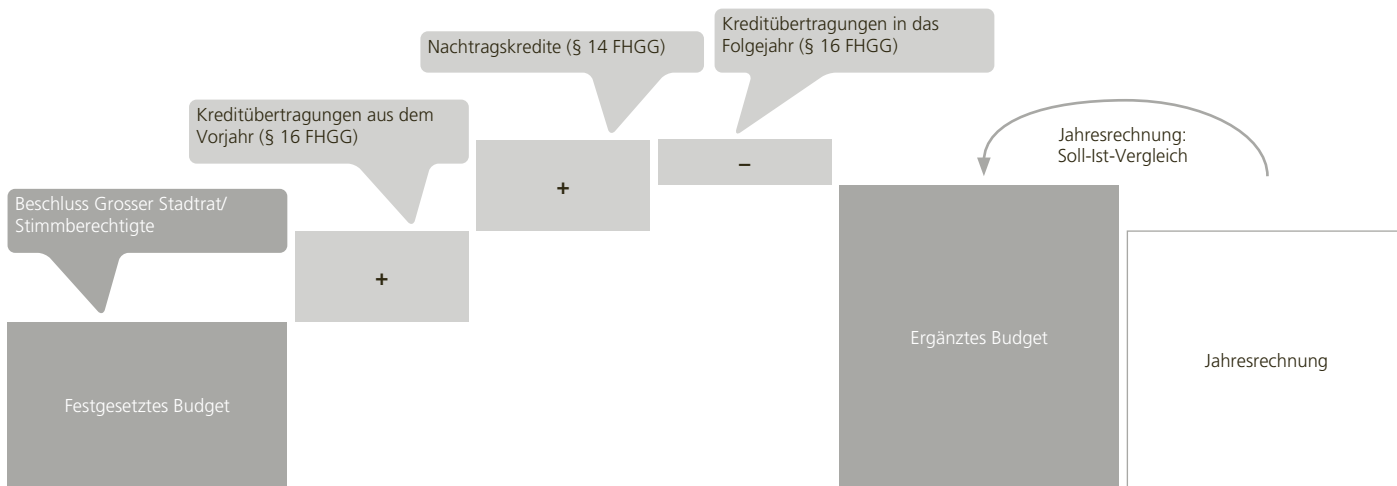 Beschluss Grosser Stadtrat/
Stimmberechtigte
Festgesetztes Budget
Kreditübertragungen aus dem
Vorjahr (§ 16 FHGG)
+
Nachtragskredite (§ 14 FHGG)
+
Kreditübertragungen in das
Folgejahr (§ 16 FHGG)
–
Ergänztes Budget
Jahresrechnung:
Soll-Ist-Vergleich
Jahresrechnung